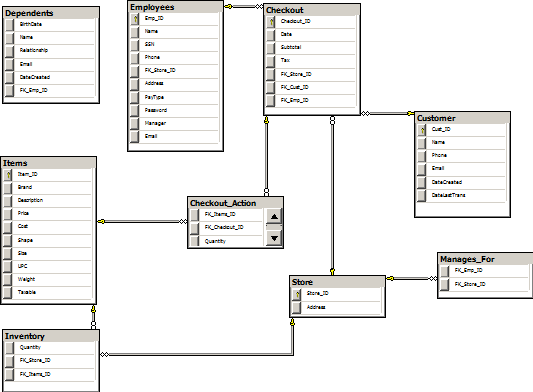 Dependents
BirthDate
Name
Relationship
Email
DateCreated
FK_Emp_ID
Employees
Emp_ID
Name
SSN
Phone
FK_Store_ID
Address
PayType
Password
Manager
Email
Checkout
Checkout_ID
Date
Subtotal
Tax
FK_Store_ID
FK_Cust_ID
FK_Emp_ID
Customer
Cust_ID
Name
Phone
Email
DateCreated
DateLastTrans
Items
Item_ID
Brand
Description
Price
Cost
Shape
Size
UPC
Weight
Taxable
Checkout_Action
FK_Items_ID
FK_Checkout_ID
Quantity
Manages_For
FK_Emp_ID
FK_Store_ID
Store
Store_ID
Address
Inventory
Quantity
FK_Store_ID
FK_Items_ID